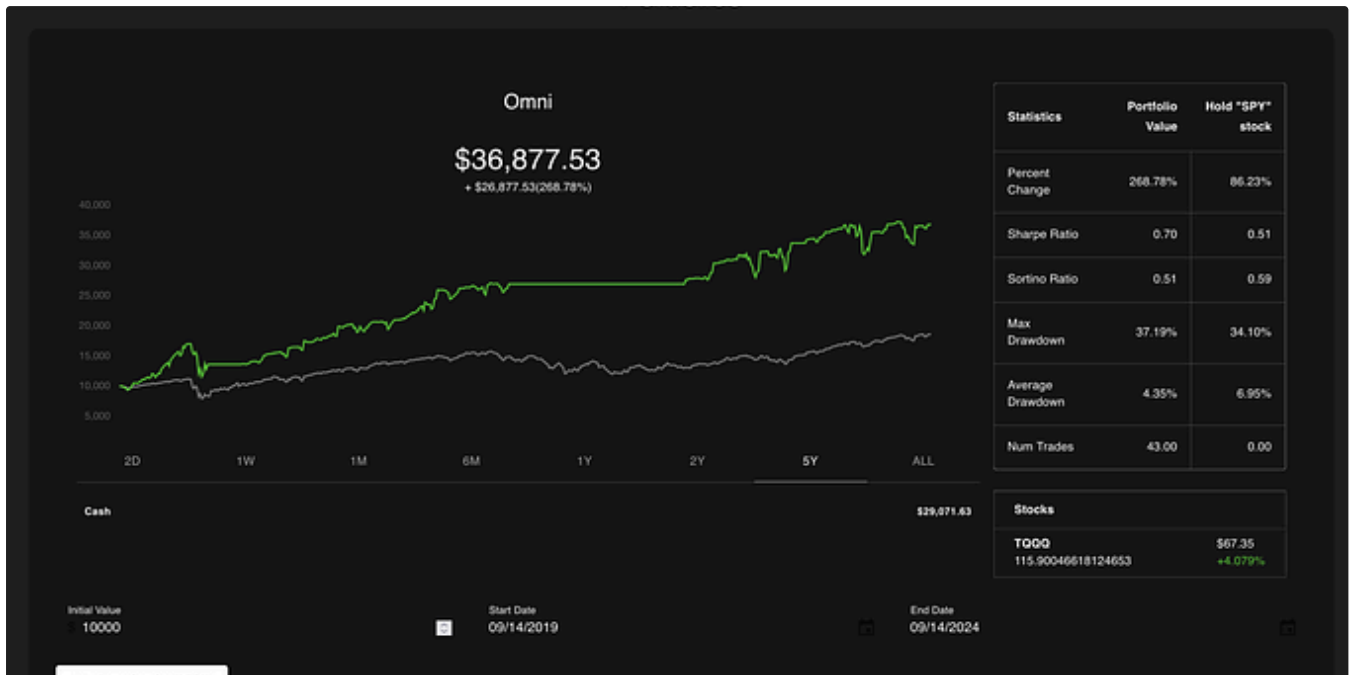 Omni
$36,877.53
+ $26,877.53(268.78%)
40,000
35,000
30,000
25,000
20,000
15,000
10,000
5,000
2D 1W 1M 6M 1Y 2Y 5Y ALL
Cash $29,071.63
Statistics Portfolio Value Hold "SPY" stock
Percent Change 268.78% 86.23%
Sharpe Ratio 0.70 0.51
Sortino Ratio 0.51 0.59
Max Drawdown 37.19% 34.10%
Average Drawdown 4.35% 6.95%
Num Trades 43.00 0.00
Stocks
TQQQ $67.35
115.90046618124653 +4.079%
Initial Value Start Date End Date
$ 10000 09/14/2019 09/14/2024